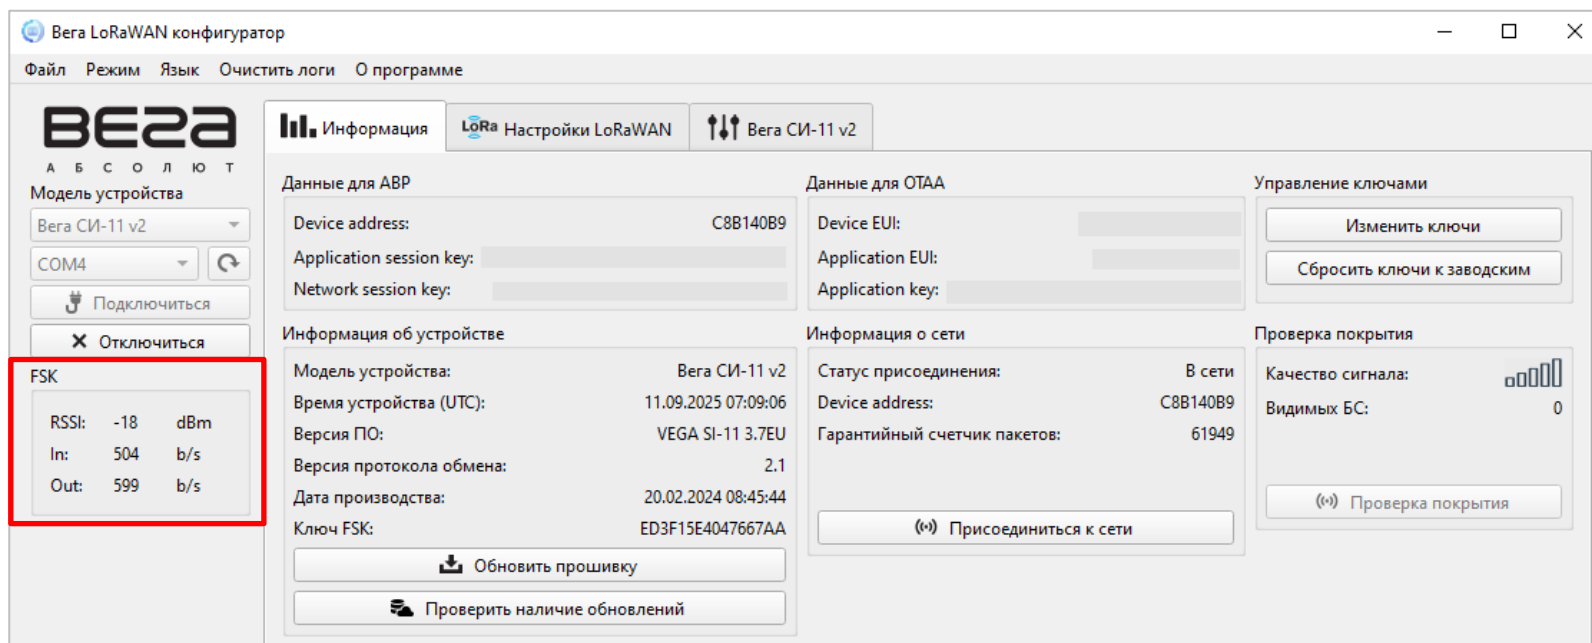 Вега LoRaWAN конфигуратор
Файл Режим Язык Очистить логи О программе
ВЕГА
АБСОЛЮТ
Модель устройства
Вега СИ-11 v2
COM4
Подключиться
Отключиться
FSK
RSSI: -18 dBm
In: 504 b/s
Out: 599 b/s
Информация
LoRa Настройки LoRaWAN
Вега СИ-11 v2
Данные для ABP
Device address: C8B140B9
Application session key:
Network session key:
Данные для OTAA
Device EUI:
Application EUI:
Application key:
Управление ключами
Изменить ключи
Сбросить ключи к заводским
Информация об устройстве
Модель устройства: Вега СИ-11 v2
Время устройства (UTC): 11.09.2025 07:09:06
Версия ПО: VEGA SI-11 3.7EU
Версия протокола обмена: 2.1
Дата производства: 20.02.2024 08:45:44
Ключ FSK: ED3F15E4047667AA
Обновить прошивку
Проверить наличие обновлений
Информация о сети
Статус присоединения: В сети
Device address: C8B140B9
Гарантийный счетчик пакетов: 61949
Присоединиться к сети
Проверка покрытия
Качество сигнала:
Видимых БС: 0
Проверка покрытия